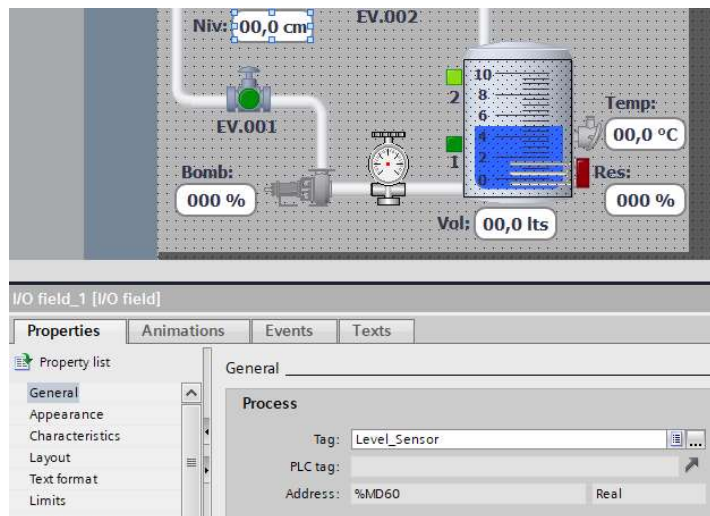 Niv: 00,0 cm
EV.002
10
8
6
4
2
0
2
1
EV.001
Temp:
00,0 °C
Bomb:
000 %
Res:
000 %
Vol: 00,0 lts
I/O field_1 [I/O field]
Properties Animations Events Texts
Property list
General
Appearance
Characteristics
Layout
Text format
Limits
General
Process
Tag: Level_Sensor
...
PLC tag:
Address: %MD60 Real